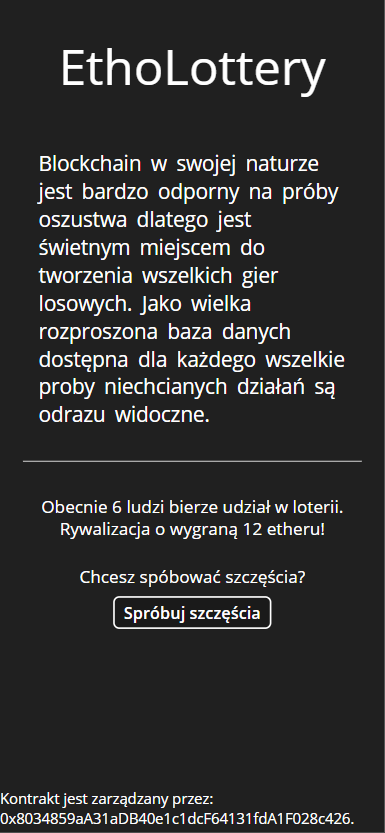 EthoLottery
Blockchain w swojej naturze
jest bardzo odporny na próby
oszustwa dlatego jest
świetnym miejscem do
tworzenia wszelkich gier
losowych. Jako wielka
rozproszona baza danych
dostępna dla każdego wszelkie
proby niechcianych działań są
odrazu widoczne.
Obecnie 6 ludzi bierze udział w loterii.
Rywalizacja o wygraną 12 etheru!
Chcesz spóbować szczęścia?
Spróbuj szczęścia
Kontrakt jest zarządzany przez:
0x8034859aA31aDB40e1c1dcF64131fdA1F028c426.